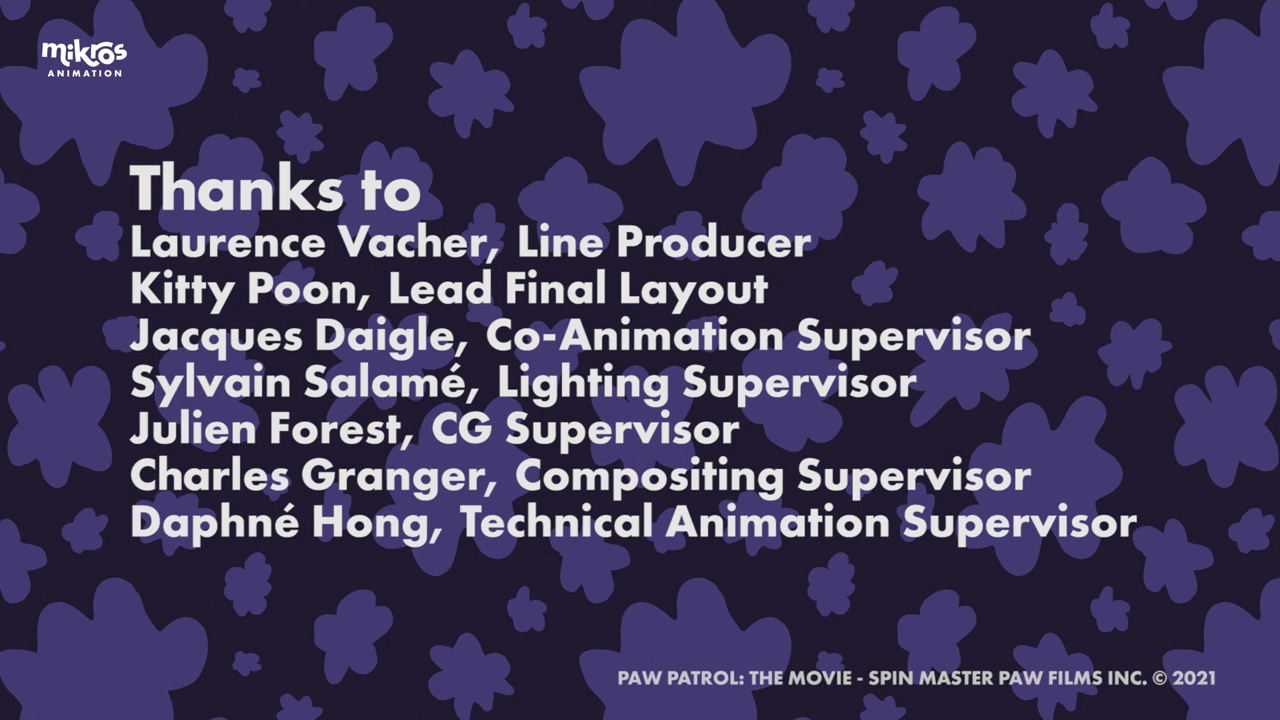 mikros
ANIMATION
Thanks to
Laurence Vacher, Line Producer
Kitty Poon, Lead Final Layout
Jacques Daigle, Co-Animation Supervisor
Sylvain Salamé, Lighting Supervisor
Julien Forest, CG Supervisor
Charles Granger, Compositing Supervisor
Daphné Hong, Technical Animation Supervisor
PAW PATROL: THE MOVIE - SPIN MASTER PAW FILMS INC. © 2021